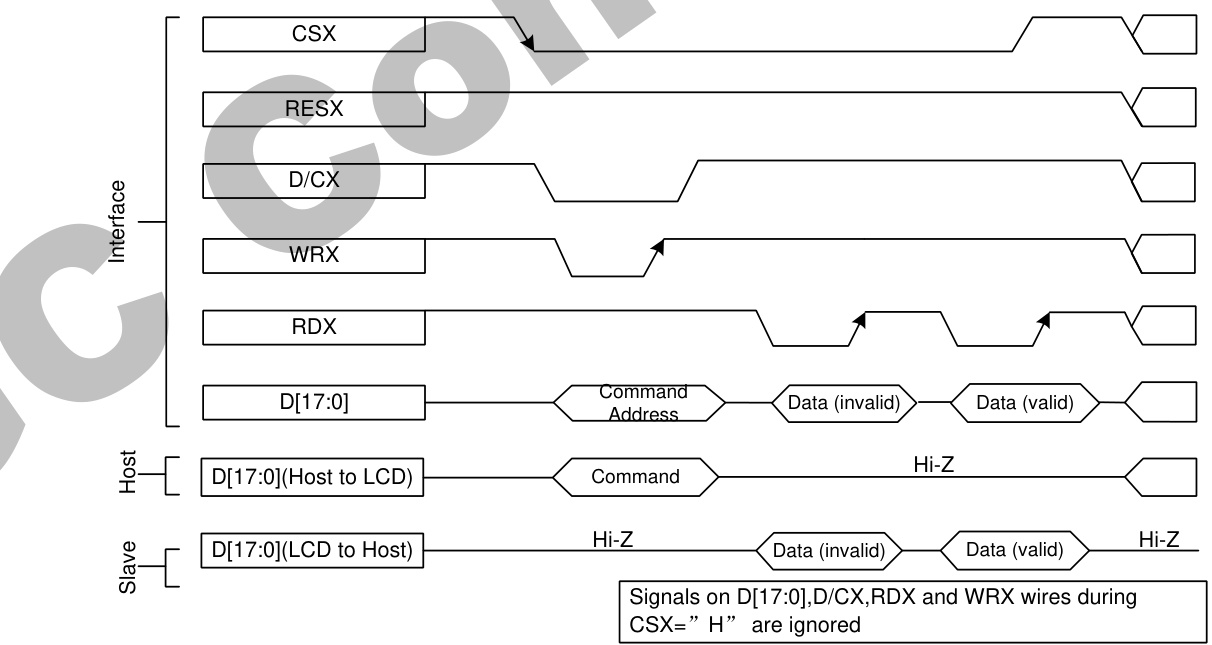 CSX
RESX
D/CX
WRX
RDX
D[17:0]
Command
Address
Data (invalid)
Data (valid)
Interface
Host
D[17:0](Host to LCD)
Command
Hi-Z
Slave
D[17:0](LCD to Host)
Hi-Z
Data (invalid)
Data (valid)
Hi-Z
Signals on D[17:0],D/CX,RDX and WRX wires during
CSX=” H” are ignored